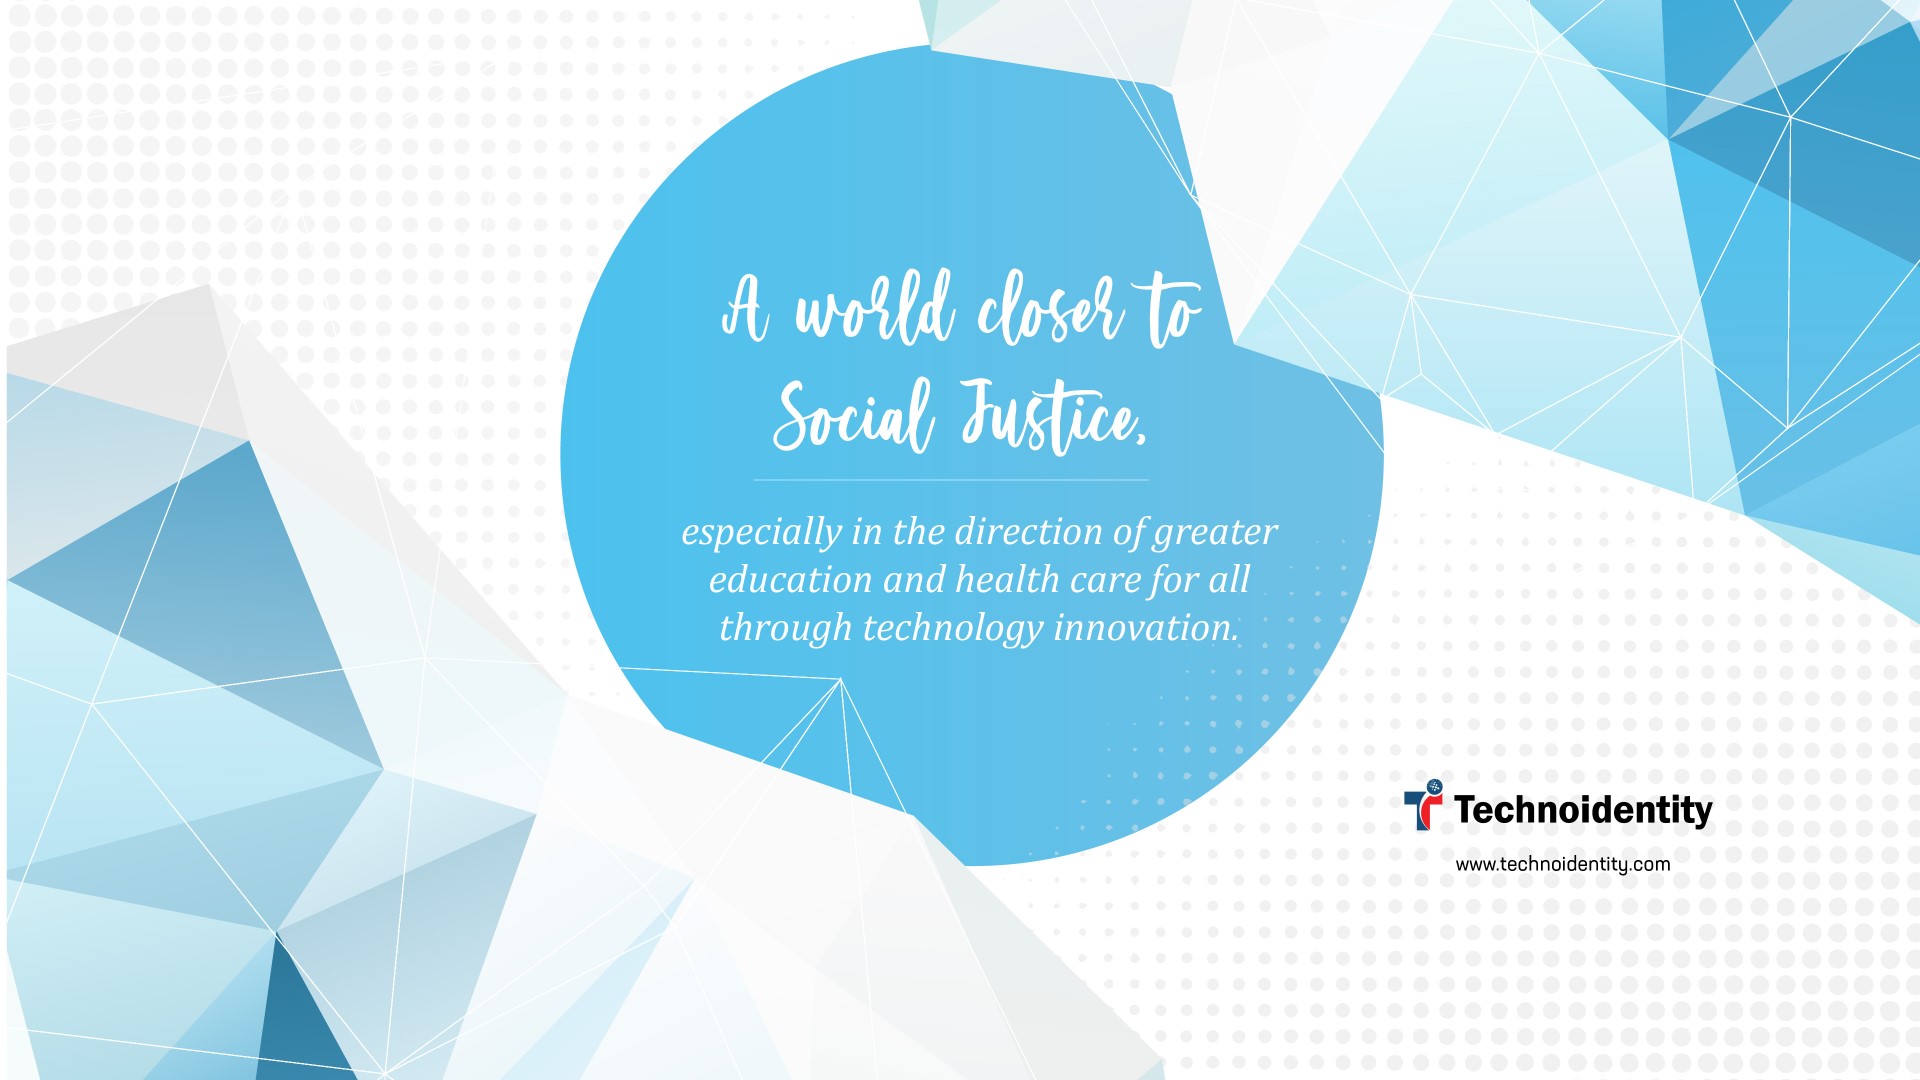 A world closer to
Social Justice,
especially in the direction of greater
education and health care for all
through technology innovation.
Technoidentity
www.technoidentity.com